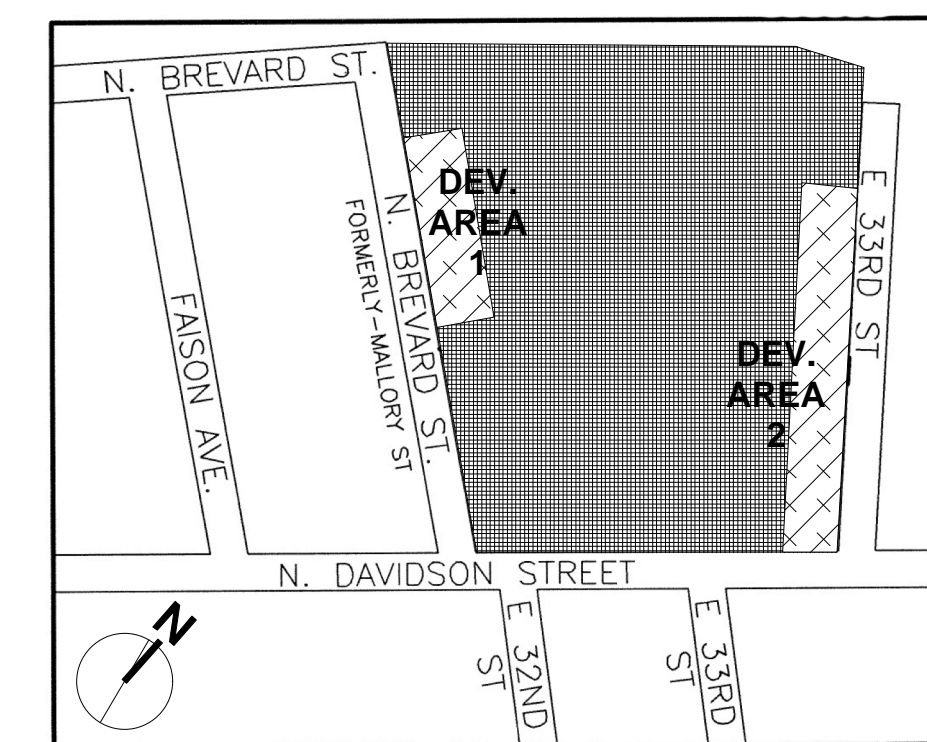 N. BREVARD ST.
DEV.
AREA
1
E 33RD ST
N. BREVARD ST.
FORMERLY-MALLORY ST
FAISON AVE.
DEV.
AREA
2
N. DAVIDSON STREET
N
E 32ND
ST
E 33RD
ST